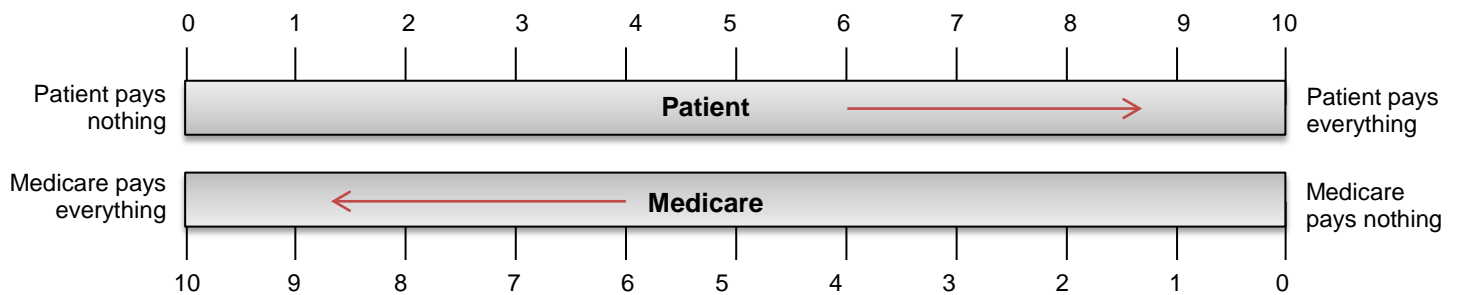 0 1 2 3 4 5 6 7 8 9 10
Patient pays
nothing
Patient
Patient pays
everything
Medicare pays
everything
Medicare
Medicare
pays nothing
10 9 8 7 6 5 4 3 2 1 0